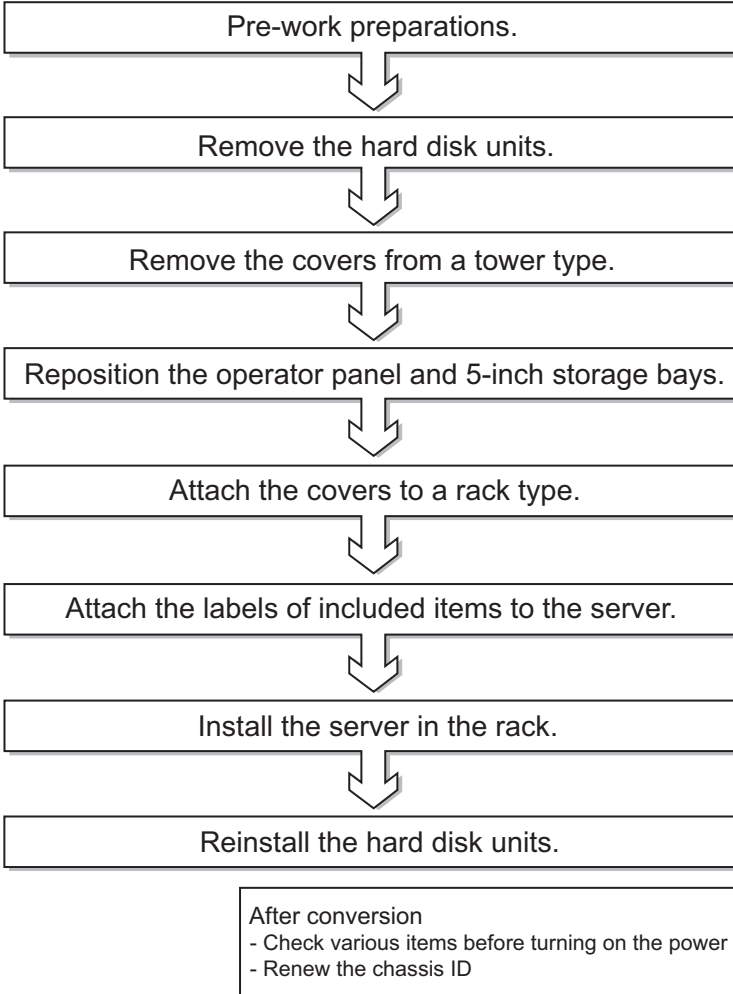 Pre-work preparations.
Remove the hard disk units.
Remove the covers from a tower type.
Reposition the operator panel and 5-inch storage bays.
Attach the covers to a rack type.
Attach the labels of included items to the server.
Install the server in the rack.
Reinstall the hard disk units.
After conversion
- Check various items before turning on the power
- Renew the chassis ID